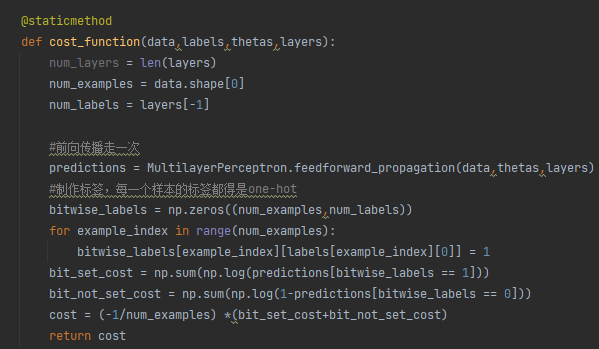 @staticmethod
def cost_function(data,labels,thetas,layers):
num_layers = len(layers)
num_examples = data.shape[0]
num_labels = layers[-1]
#前向传播走一次
predictions = MultilayerPerceptron.feedforward_propagation(data,thetas,layers)
#制作标签，每一个样本的标签都得是one-hot
bitwise_labels = np.zeros((num_examples,num_labels))
for example_index in range(num_examples):
bitwise_labels[example_index][labels[example_index][0]] = 1
bit_set_cost = np.sum(np.log(predictions[bitwise_labels == 1]))
bit_not_set_cost = np.sum(np.log(1-predictions[bitwise_labels == 0]))
cost = (-1/num_examples) *(bit_set_cost+bit_not_set_cost)
return cost